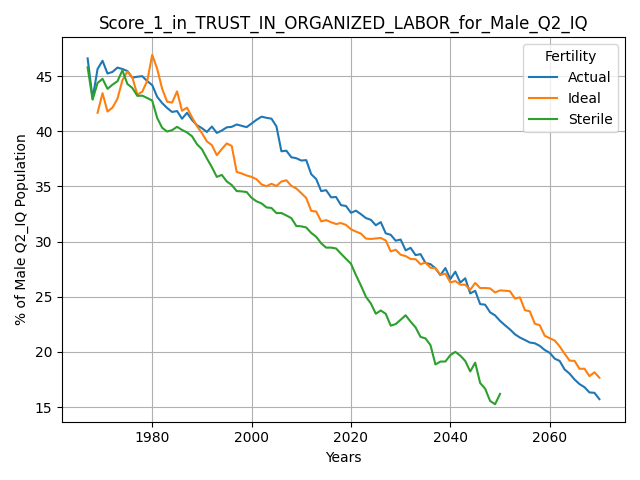 Score_1_in_TRUST_IN_ORGANIZED_LABOR_for_Male_Q2_IQ
Fertility
Actual
Ideal
Sterile
% of Male Q2_IQ Population
45
40
35
30
25
20
15
1980 2000 2020 2040 2060
Years